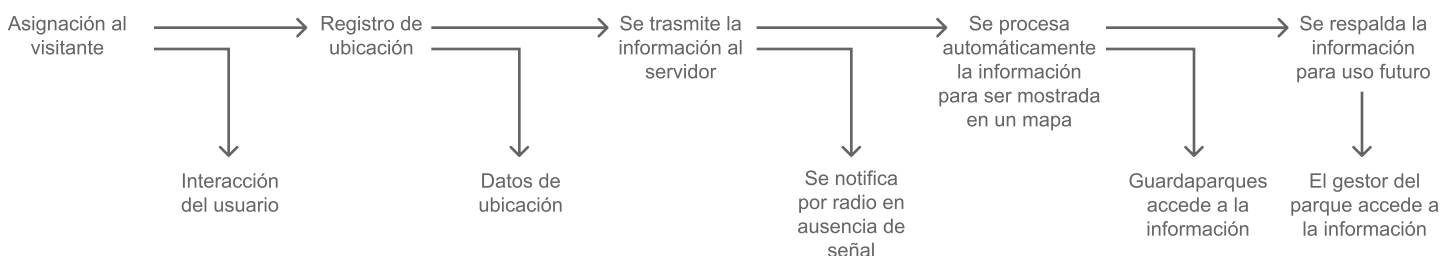 Asignación al
visitante
Registro de
ubicación
Se trasmite la
información al
servidor
Se procesa
automáticamente
la información
para ser mostrada
en un mapa
Se respalda la
información
para uso futuro
Interacción
del usuario
Datos de
ubicación
Se notifica
por radio en
ausencia de
señal
Guardaparques
accede a la
información
El gestor del
parque accede a
la información